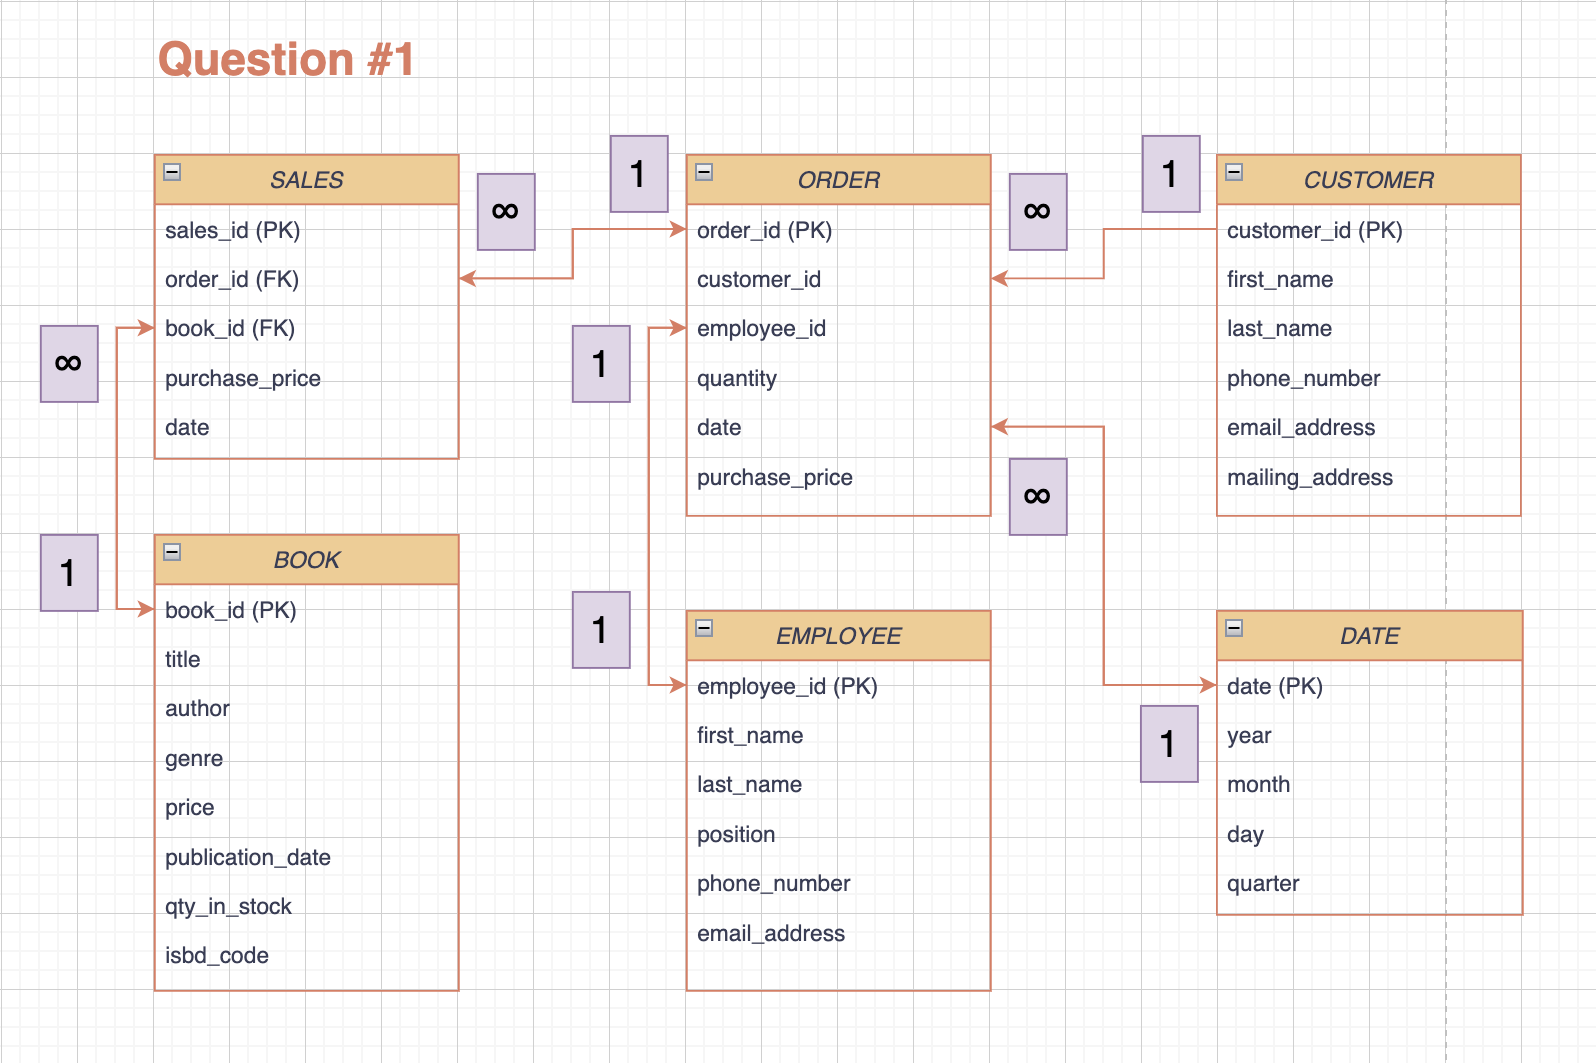 Question #1
SALES
sales_id (PK)
order_id (FK)
book_id (FK)
purchase_price
date
∞
1
ORDER
order_id (PK)
customer_id
employee_id
quantity
date
purchase_price
∞
1
CUSTOMER
customer_id (PK)
first_name
last_name
phone_number
email_address
mailing_address
∞
1
∞
1
BOOK
book_id (PK)
title
author
genre
price
publication_date
qty_in_stock
isbd_code
1
EMPLOYEE
employee_id (PK)
first_name
last_name
position
phone_number
email_address
1
DATE
date (PK)
year
month
day
quarter